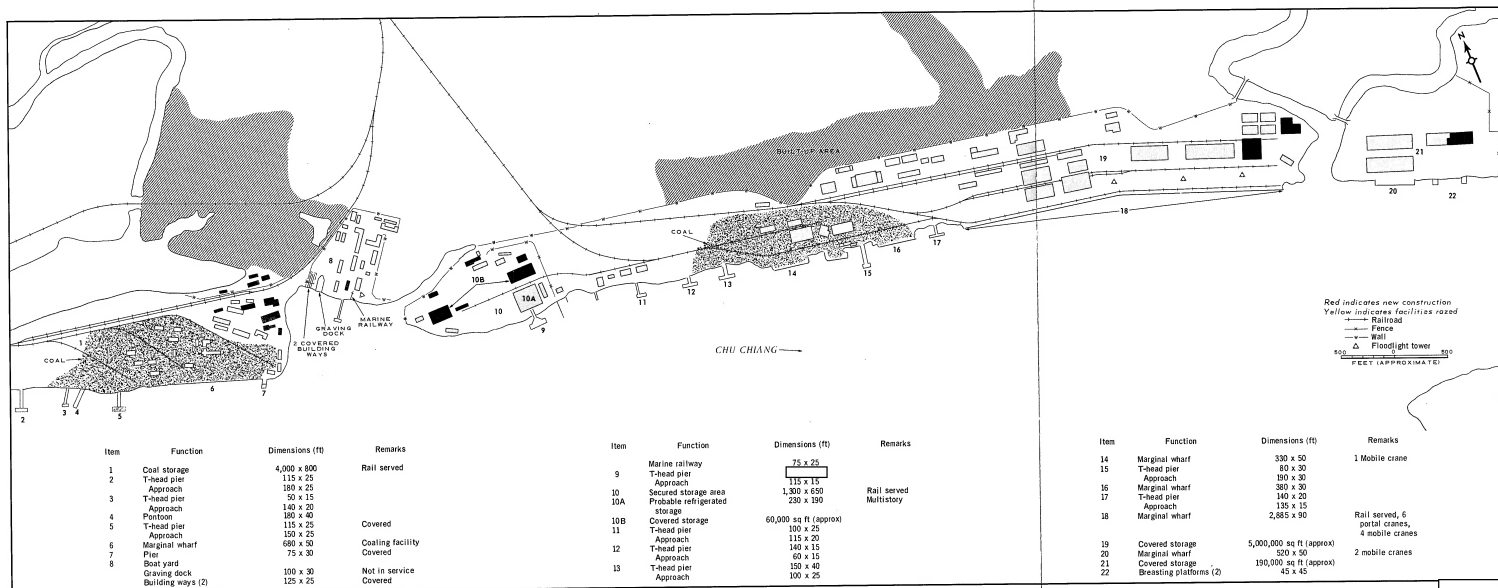 N
BUILT-UP AREA
19
21
20
22
18
COAL
17
16
15
14
13
12
11
8
10B
10A
10
9
MARINE
RAILWAY
GRAVING
DOCK
2 COVERED
BUILDING
WAYS
1
COAL
6
7
2
3
4
5
CHU CHIANG
Red indicates new construction
Yellow indicates facilities razed
Railroad
Fence
Wall
Floodlight tower
500 0 500
FEET (APPROXIMATE)
Item Function Dimensions (ft) Remarks
1 Coal storage 4,000 x 800 Rail served
2 T-head pier 115 x 25
Approach 180 x 25
3 T-head pier 50 x 15
Approach 140 x 20
4 Pontoon 180 x 40
5 T-head pier 115 x 25 Covered
Approach 150 x 25
6 Marginal wharf 680 x 50 Coaling facility
7 Pier 75 x 30 Covered
8 Boat yard
Graving dock 100 x 30 Not in service
Building ways (2) 125 x 25 Covered
Item Function Dimensions (ft) Remarks
Marine railway 75 x 25
9 T-head pier
Approach 115 x 15
10 Secured storage area 1,300 x 650 Rail served
10A Probable refrigerated 230 x 190 Multistory
storage
10B Covered storage 60,000 sq ft (approx)
11 T-head pier 100 x 25
Approach 115 x 20
12 T-head pier 140 x 15
Approach 60 x 15
13 T-head pier 150 x 40
Approach 100 x 25
Item Function Dimensions (ft) Remarks
14 Marginal wharf 330 x 50 1 Mobile crane
15 T-head pier 80 x 30
Approach 190 x 30
16 Marginal wharf 380 x 30
17 T-head pier 140 x 20
Approach 135 x 15
18 Marginal wharf 2,885 x 90 Rail served, 6
portal cranes,
4 mobile cranes
19 Covered storage 5,000,000 sq ft (approx)
20 Marginal wharf 520 x 50 2 mobile cranes
21 Covered storage 190,000 sq ft (approx)
22 Breasting platforms (2) 45 x 45